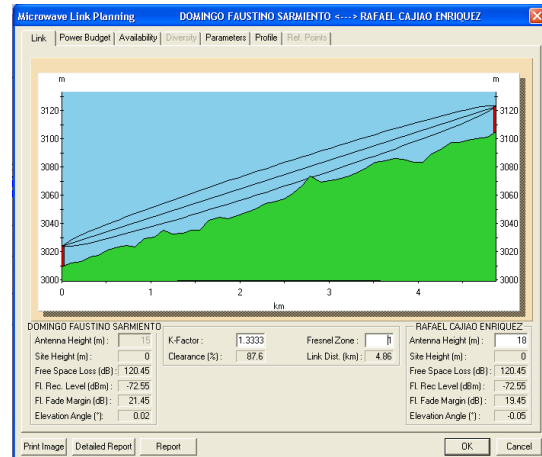 Microwave Link Planning DOMINGO FAUSTINO SARMIENTO <---> RAFAEL CAJIAO ENRIQUEZ
Link Power Budget Availability Diversity Parameters Profile Ref. Points
m m
3120 3120
3100 3100
3080 3080
3060 3060
3040 3040
3020 3020
3000 3000
0 1 2 3 4
km
DOMINGO FAUSTINO SARMIENTO RAFAEL CAJIAO ENRIQUEZ
Antenna Height (m) : 15 K-Factor : 1.3333 Fresnel Zone : 1 Antenna Height (m) : 18
Site Height (m) : 0 Clearance (%) : 87.6 Link Dist. (km) : 4.86 Site Height (m) : 0
Free Space Loss (dB) : 120.45 Free Space Loss (dB) : 120.45
Fl. Rec. Level (dBm) : -72.55 Fl. Rec. Level (dBm) : -72.55
Fl. Fade Margin (dB) : 21.45 Fl. Fade Margin (dB) : 19.45
Elevation Angle (°): 0.02 Elevation Angle (°): -0.05
Print Image Detailed Report Report OK Cancel